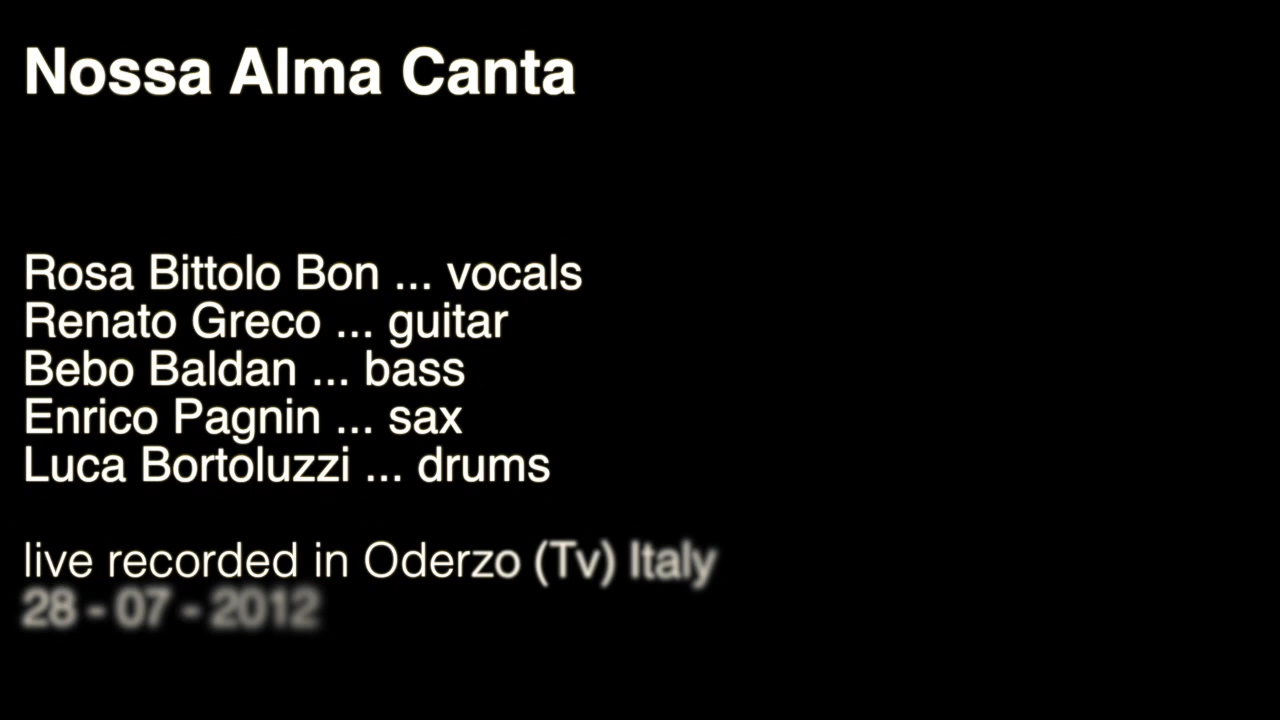 Nossa Alma Canta
Rosa Bittolo Bon ... vocals
Renato Greco ... guitar
Bebo Baldan ... bass
Enrico Pagnin ... sax
Luca Bortoluzzi ... drums
live recorded in Oderzo (Tv) Italy
28 - 07 - 2012